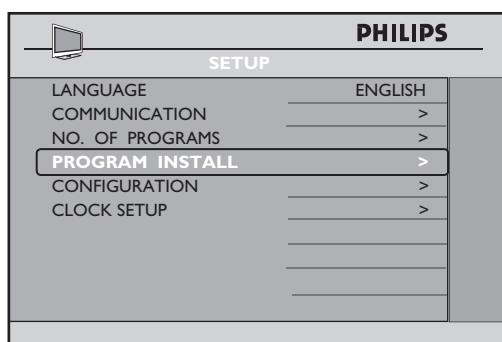 PHILIPS
SETUP
LANGUAGE ENGLISH
COMMUNICATION >
NO. OF PROGRAMS >
PROGRAM INSTALL >
CONFIGURATION >
CLOCK SETUP >